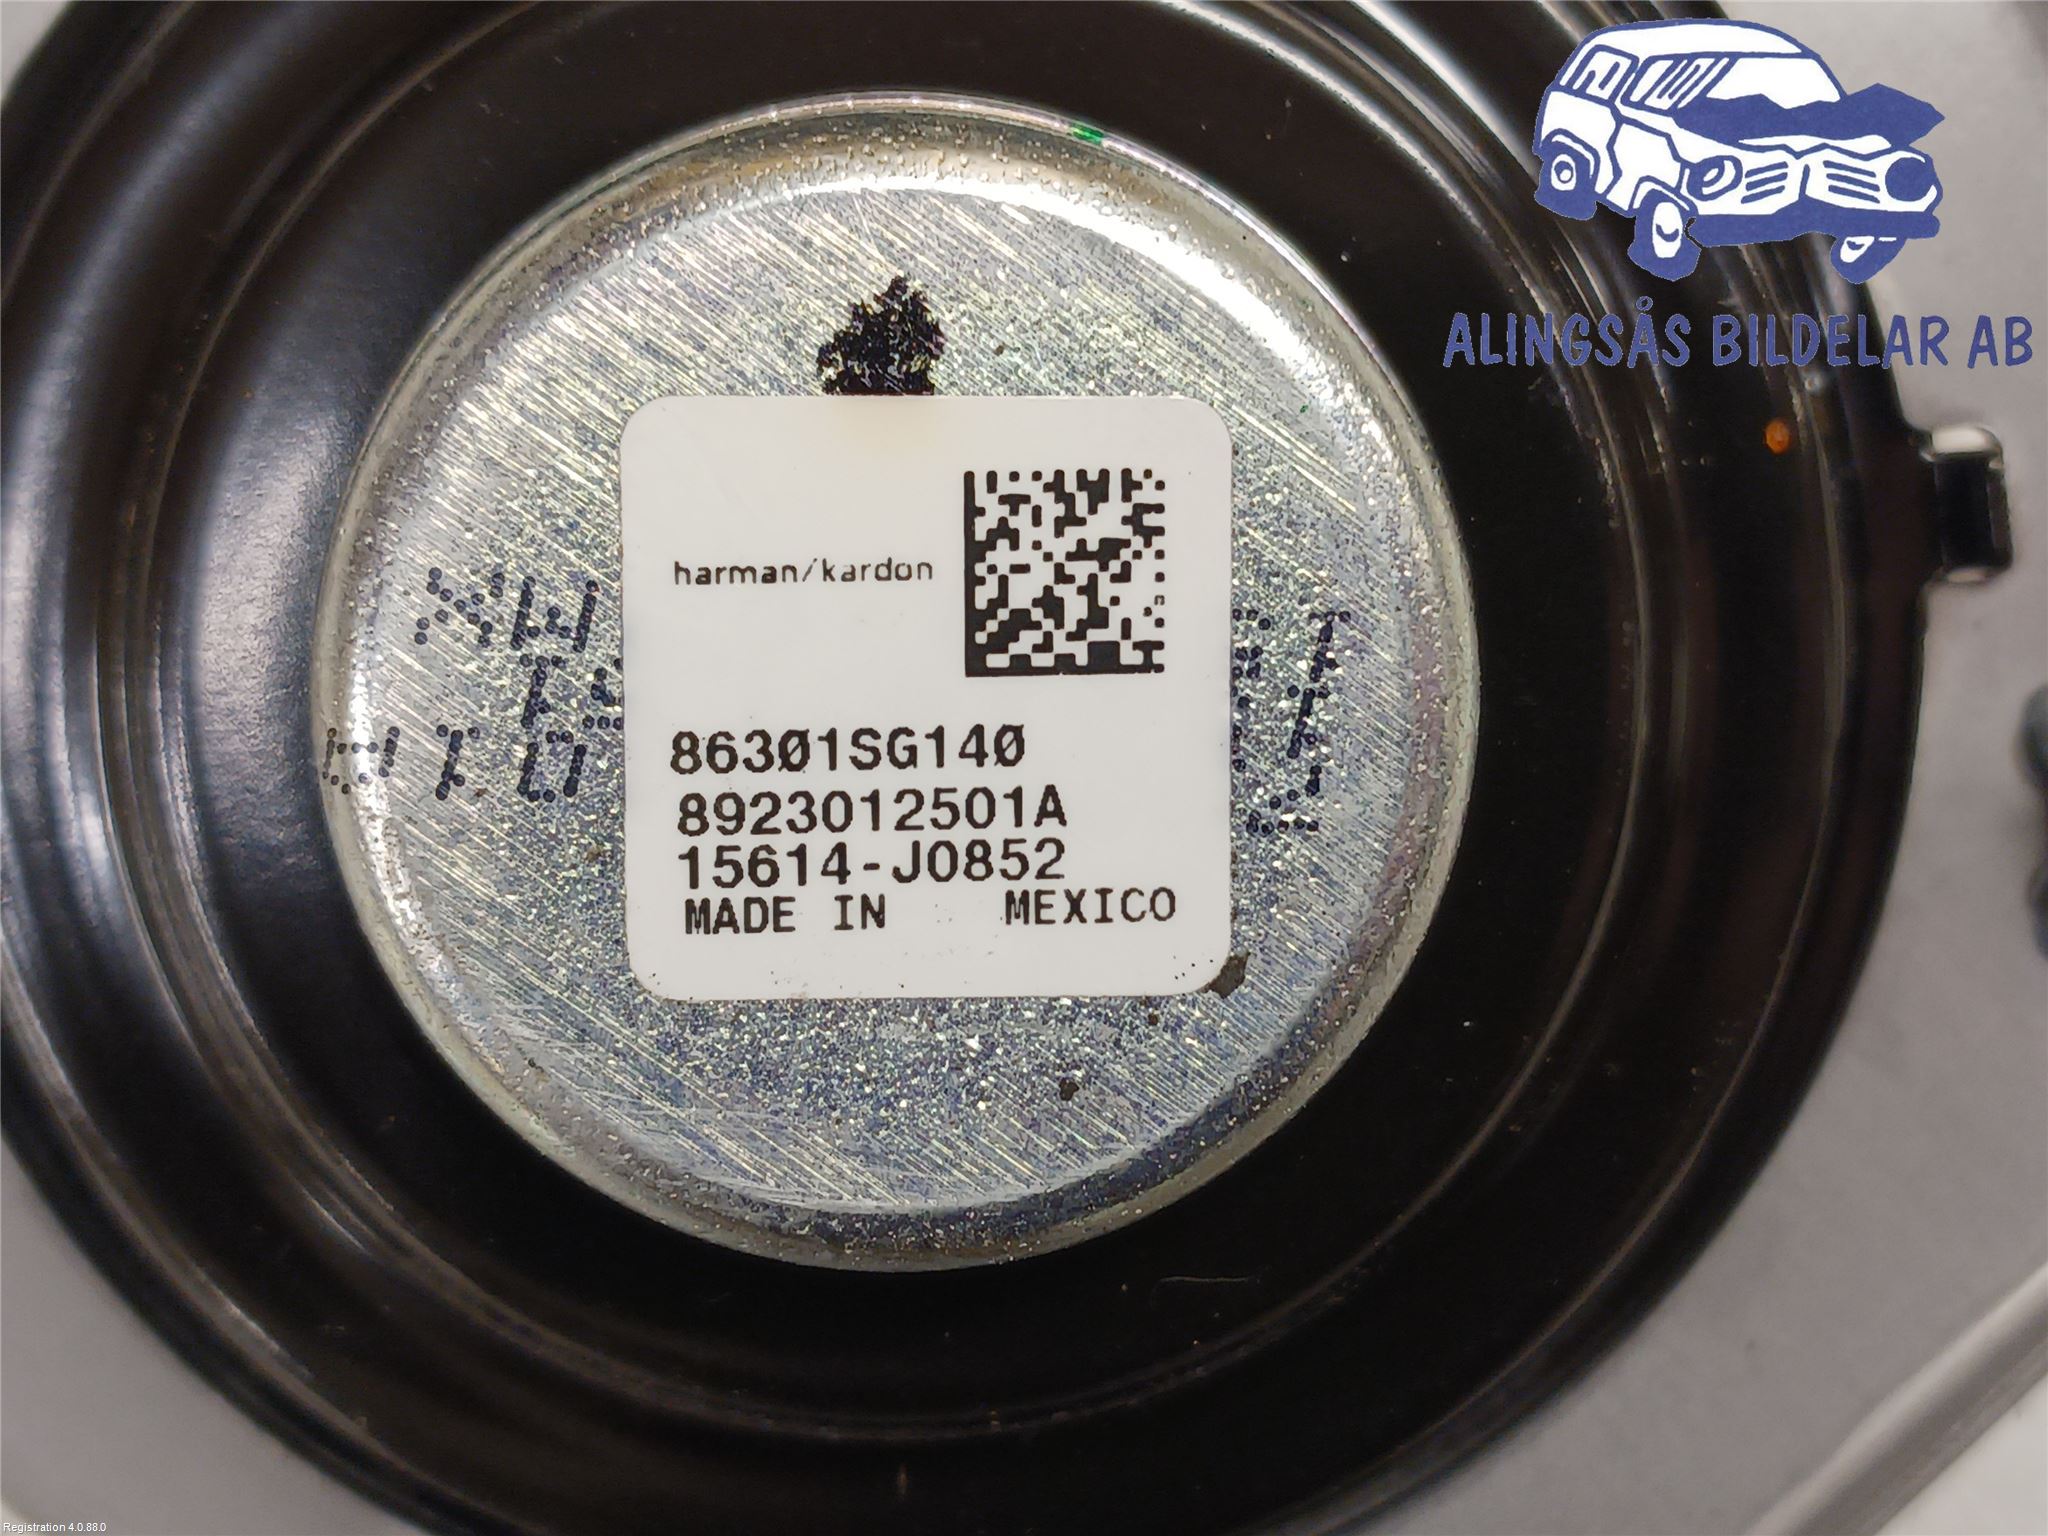 ALINGSÅS BILDELAR AB
harman/kardon
86301SG140
8923012501A
15614-J0852
MADE IN MEXICO
Registration 4.0.88.0